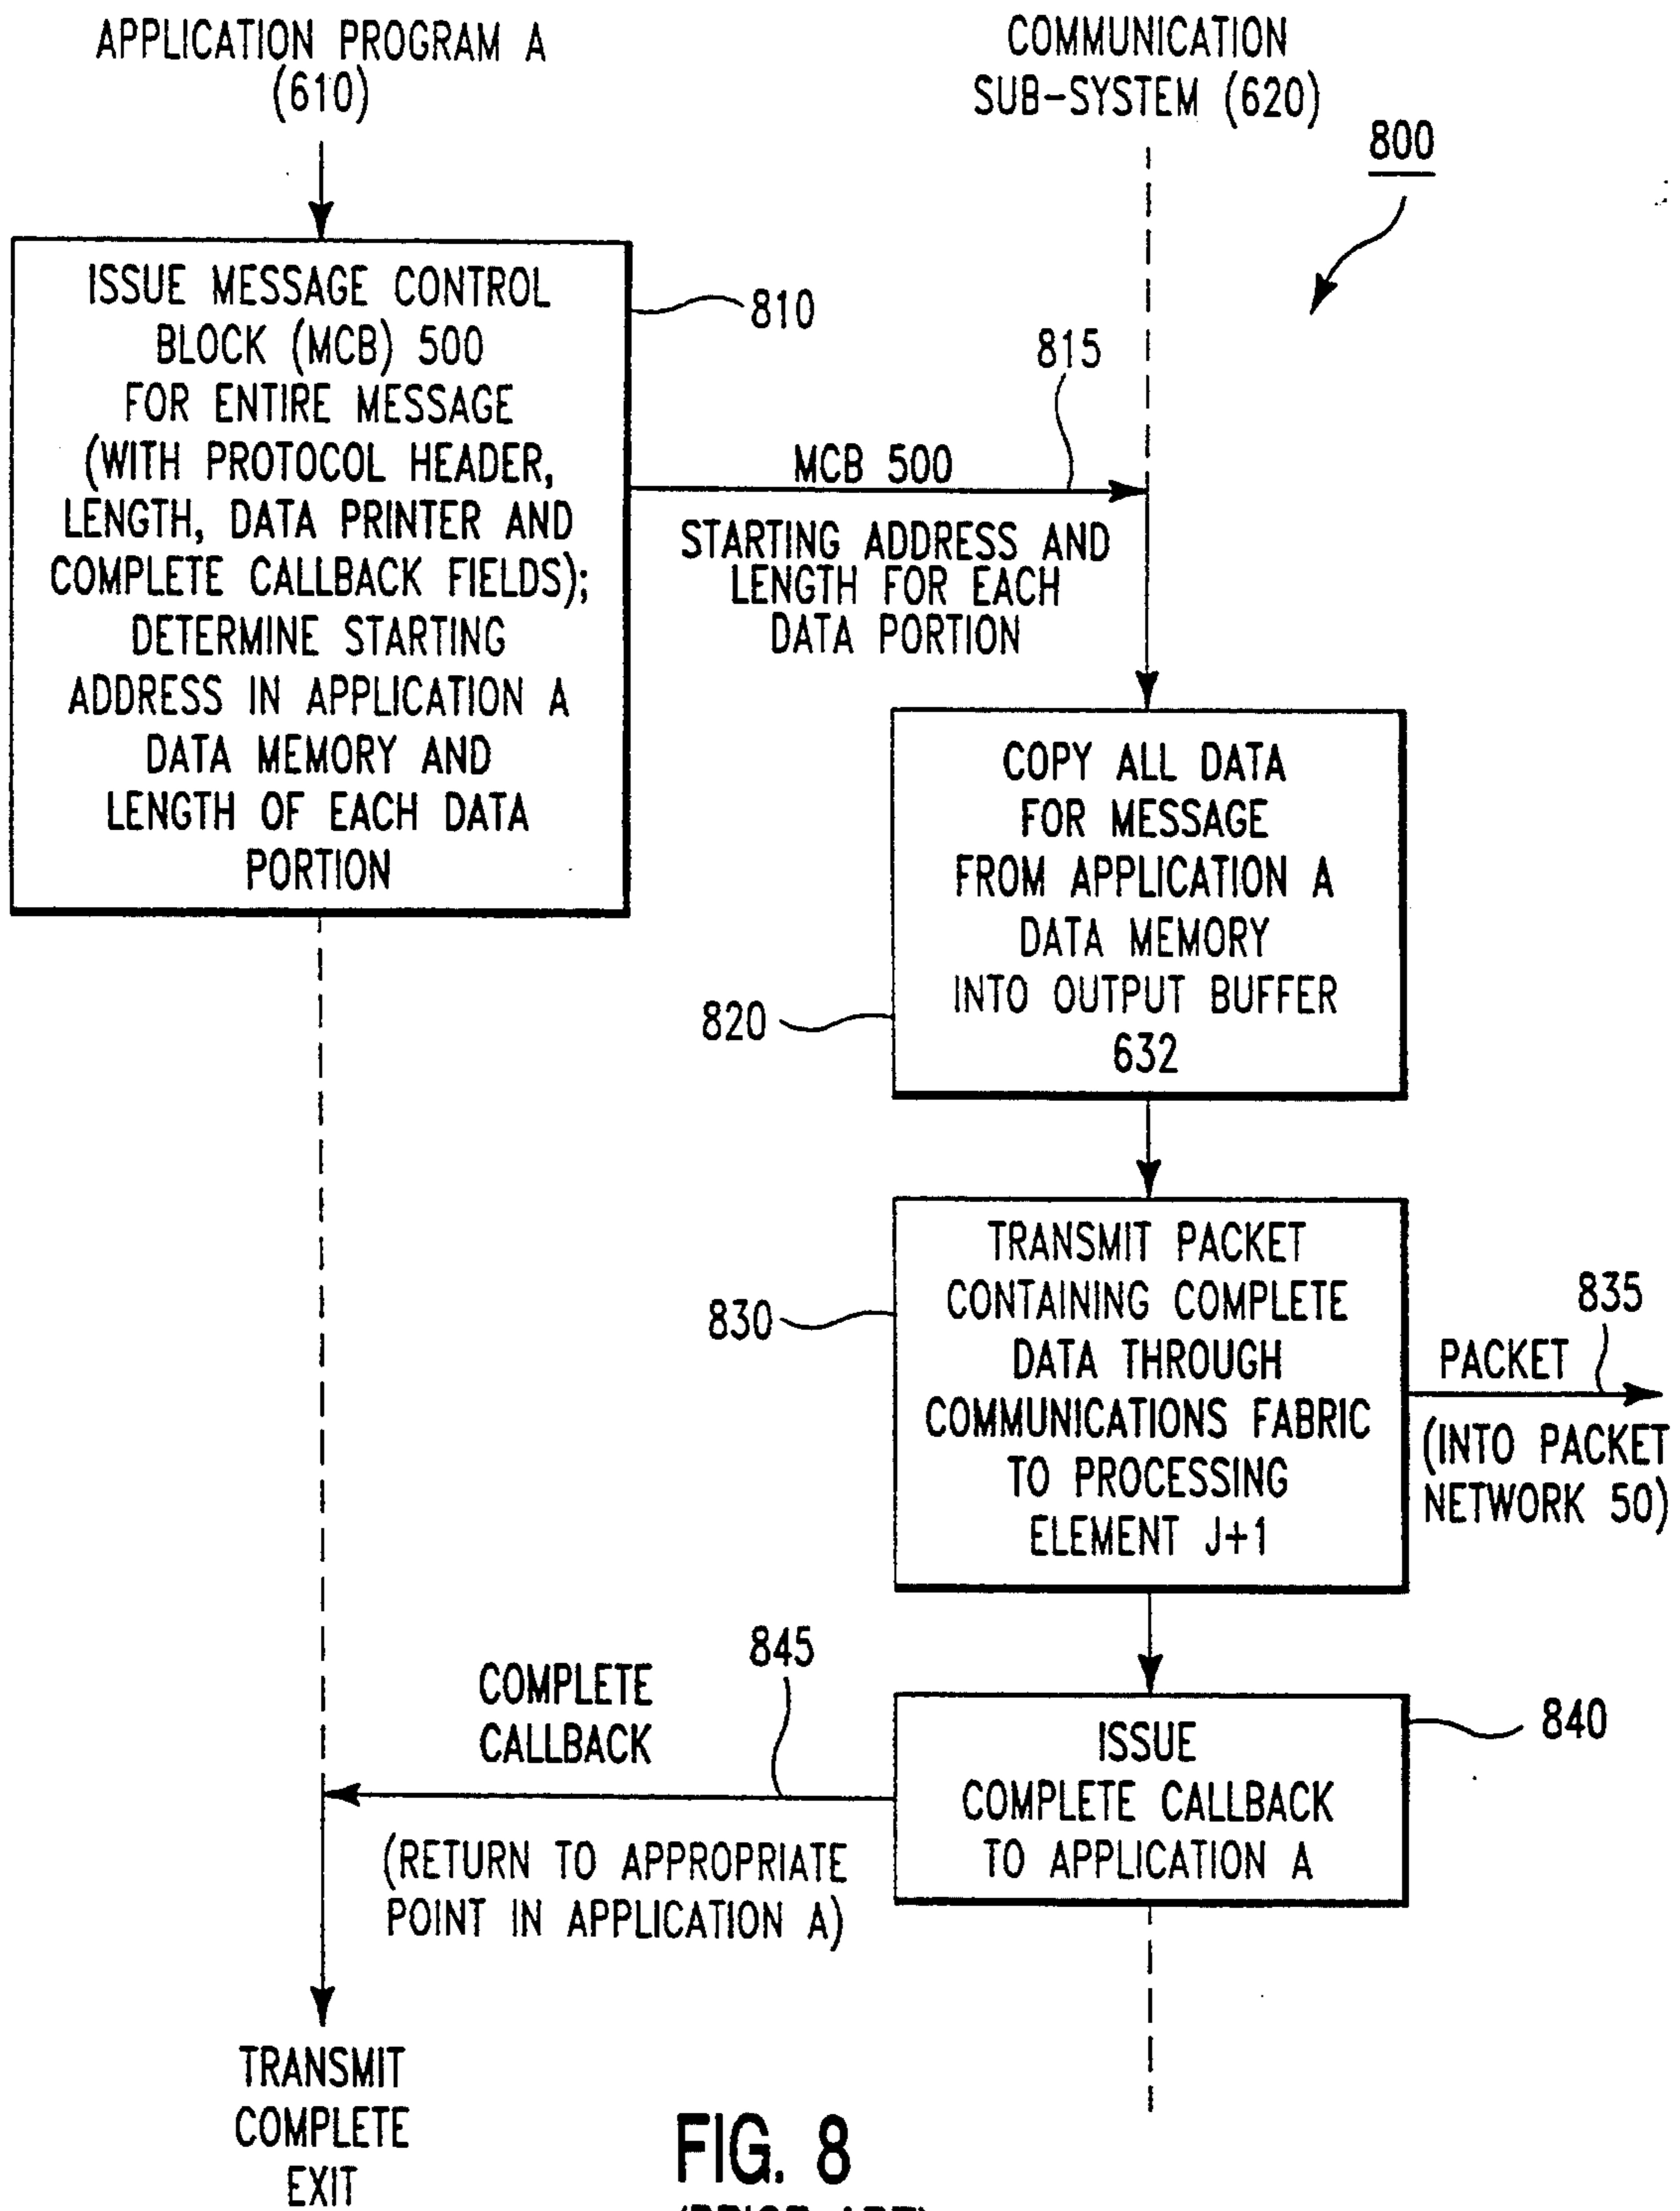 APPLICATION PROGRAM A
(610)
COMMUNICATION
SUB-SYSTEM (620)
800
ISSUE MESSAGE CONTROL
BLOCK (MCB) 500
FOR ENTIRE MESSAGE
(WITH PROTOCOL HEADER,
LENGTH, DATA PRINTER AND
COMPLETE CALLBACK FIELDS);
DETERMINE STARTING
ADDRESS IN APPLICATION A
DATA MEMORY AND
LENGTH OF EACH DATA
PORTION
810
815
MCB 500
STARTING ADDRESS AND
LENGTH FOR EACH
DATA PORTION
COPY ALL DATA
FOR MESSAGE
FROM APPLICATION A
DATA MEMORY
INTO OUTPUT BUFFER
632
820
TRANSMIT PACKET
CONTAINING COMPLETE
DATA THROUGH
COMMUNICATIONS FABRIC
TO PROCESSING
ELEMENT J+1
830
835
PACKET
(INTO PACKET
NETWORK 50)
845
COMPLETE
CALLBACK
(RETURN TO APPROPRIATE
POINT IN APPLICATION A)
ISSUE
COMPLETE CALLBACK
TO APPLICATION A
840
TRANSMIT
COMPLETE
EXIT
FIG. 8
(PRIOR ART)